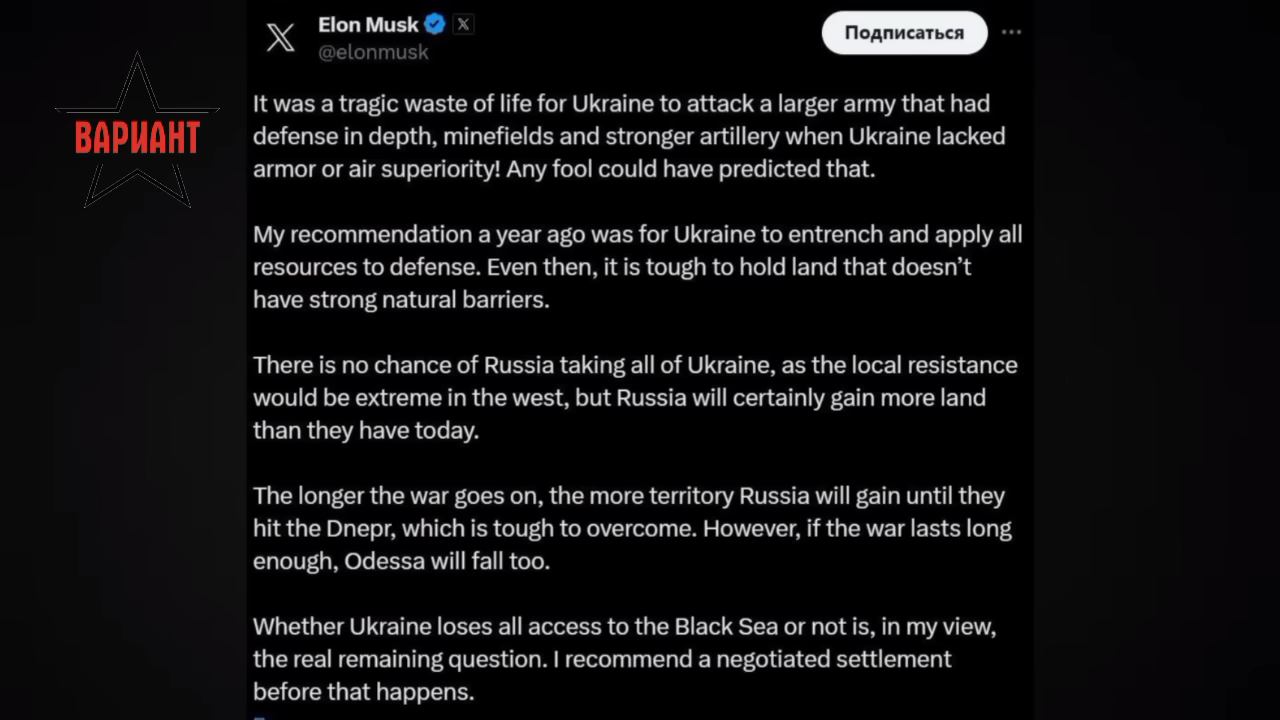 ВАРИАНТ
Elon Musk
@elonmusk
Подписаться
It was a tragic waste of life for Ukraine to attack a larger army that had
defense in depth, minefields and stronger artillery when Ukraine lacked
armor or air superiority! Any fool could have predicted that.
My recommendation a year ago was for Ukraine to entrench and apply all
resources to defense. Even then, it is tough to hold land that doesn’t
have strong natural barriers.
There is no chance of Russia taking all of Ukraine, as the local resistance
would be extreme in the west, but Russia will certainly gain more land
than they have today.
The longer the war goes on, the more territory Russia will gain until they
hit the Dnepr, which is tough to overcome. However, if the war lasts long
enough, Odessa will fall too.
Whether Ukraine loses all access to the Black Sea or not is, in my view,
the real remaining question. I recommend a negotiated settlement
before that happens.